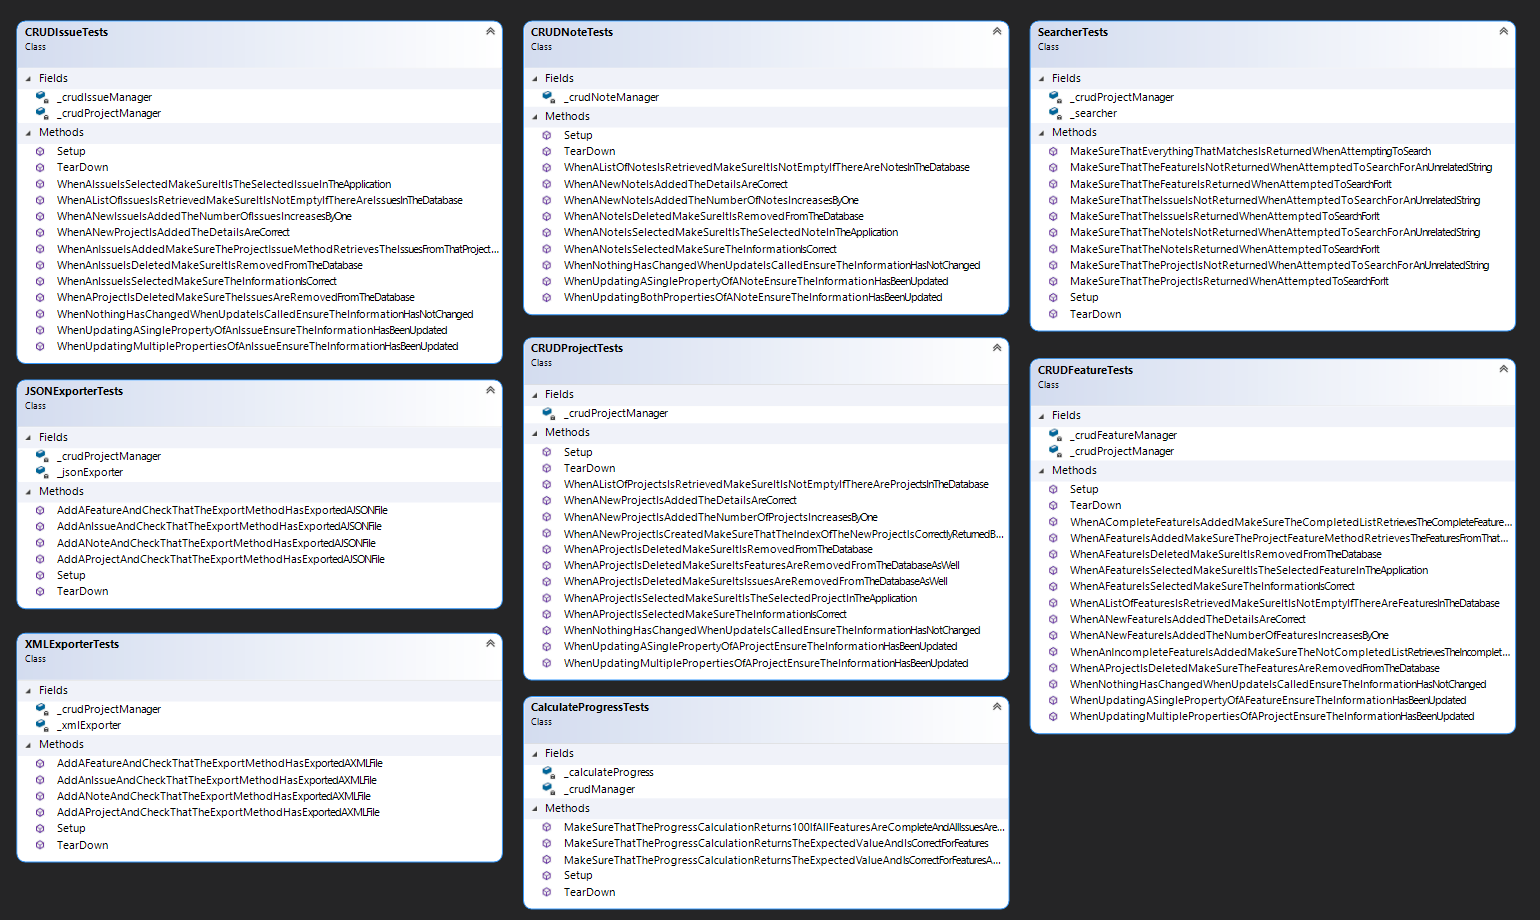 CRUDIssueTests
Class
Fields
_crudIssueManager
_crudProjectManager
Methods
Setup
TearDown
WhenAIssueIsSelectedMakeSureItIsTheSelectedIssueInTheApplication
WhenAListOfIssuesIsRetrievedMakeSureItIsNotEmptyIfThereAreIssuesInTheDatabase
WhenANewIssueIsAddedTheNumberOfIssuesIncreasesByOne
WhenANewProjectIsAddedTheDetailsAreCorrect
WhenAnIssueIsAddedMakeSureTheProjectIssueMethodRetrievesTheIssuesFromThatProject...
WhenAnIssueIsDeletedMakeSureItIsRemovedFromTheDatabase
WhenAnIssueIsSelectedMakeSureTheInformationIsCorrect
WhenAProjectIsDeletedMakeSureTheIssuesAreRemovedFromTheDatabase
WhenNothingHasChangedWhenUpdateIsCalledEnsureTheInformationHasNotChanged
WhenUpdatingASinglePropertyOfAnIssueEnsureTheInformationHasBeenUpdated
WhenUpdatingMultiplePropertiesOfAnIssueEnsureTheInformationHasBeenUpdated
JSONExporterTests
Class
Fields
_crudProjectManager
_jsonExporter
Methods
AddAFeatureAndCheckThatTheExportMethodHasExportedAJSONFile
AddAnIssueAndCheckThatTheExportMethodHasExportedAJSONFile
AddANoteAndCheckThatTheExportMethodHasExportedAJSONFile
AddAProjectAndCheckThatTheExportMethodHasExportedAJSONFile
Setup
TearDown
XMLExporterTests
Class
Fields
_crudProjectManager
_xmlExporter
Methods
AddAFeatureAndCheckThatTheExportMethodHasExportedAXMLFile
AddAnIssueAndCheckThatTheExportMethodHasExportedAXMLFile
AddANoteAndCheckThatTheExportMethodHasExportedAXMLFile
AddAProjectAndCheckThatTheExportMethodHasExportedAXMLFile
Setup
TearDown
CRUDNoteTests
Class
Fields
_crudNoteManager
Methods
Setup
TearDown
WhenAListOfNotesIsRetrievedMakeSureItIsNotEmptyIfThereAreNotesInTheDatabase
WhenANewNoteIsAddedTheDetailsAreCorrect
WhenANewNoteIsAddedTheNumberOfNotesIncreasesByOne
WhenANoteIsDeletedMakeSureItIsRemovedFromTheDatabase
WhenANoteIsSelectedMakeSureItIsTheSelectedNoteInTheApplication
WhenANoteIsSelectedMakeSureTheInformationIsCorrect
WhenNothingHasChangedWhenUpdateIsCalledEnsureTheInformationHasNotChanged
WhenUpdatingASinglePropertyOfANoteEnsureTheInformationHasBeenUpdated
WhenUpdatingBothPropertiesOfANoteEnsureTheInformationHasBeenUpdated
CRUDProjectTests
Class
Fields
_crudProjectManager
Methods
Setup
TearDown
WhenAListOfProjectsIsRetrievedMakeSureItIsNotEmptyIfThereAreProjectsInTheDatabase
WhenANewProjectIsAddedTheDetailsAreCorrect
WhenANewProjectIsAddedTheNumberOfProjectsIncreasesByOne
WhenANewProjectIsCreatedMakeSureThatTheIndexOfTheNewProjectIsCorrectlyReturnedB...
WhenAProjectIsDeletedMakeSureItIsRemovedFromTheDatabase
WhenAProjectIsDeletedMakeSureItsFeaturesAreRemovedFromTheDatabaseAsWell
WhenAProjectIsDeletedMakeSureItsIssuesAreRemovedFromTheDatabaseAsWell
WhenAProjectIsSelectedMakeSureItIsTheSelectedProjectInTheApplication
WhenAProjectIsSelectedMakeSureTheInformationIsCorrect
WhenNothingHasChangedWhenUpdateIsCalledEnsureTheInformationHasNotChanged
WhenUpdatingASinglePropertyOfAProjectEnsureTheInformationHasBeenUpdated
WhenUpdatingMultiplePropertiesOfAProjectEnsureTheInformationHasBeenUpdated
CalculateProgressTests
Class
Fields
_calculateProgress
_crudManager
Methods
MakeSureThatTheProgressCalculationReturns100IfAllFeaturesAreCompleteAndAllIssuesAre...
MakeSureThatTheProgressCalculationReturnsTheExpectedValueAndIsCorrectForFeatures
MakeSureThatTheProgressCalculationReturnsTheExpectedValueAndIsCorrectForFeaturesA...
Setup
TearDown
SearcherTests
Class
Fields
_crudProjectManager
_searcher
Methods
MakeSureThatEverythingThatMatchesIsReturnedWhenAttemptingToSearch
MakeSureThatTheFeatureIsNotReturnedWhenAttemptedToSearchForAnUnrelatedString
MakeSureThatTheFeatureIsReturnedWhenAttemptedToSearchForIt
MakeSureThatTheIssueIsNotReturnedWhenAttemptedToSearchForAnUnrelatedString
MakeSureThatTheIssueIsReturnedWhenAttemptedToSearchForIt
MakeSureThatTheNoteIsNotReturnedWhenAttemptedToSearchForAnUnrelatedString
MakeSureThatTheNoteIsReturnedWhenAttemptedToSearchForIt
MakeSureThatTheProjectIsNotReturnedWhenAttemptedToSearchForAnUnrelatedString
MakeSureThatTheProjectIsReturnedWhenAttemptedToSearchForIt
Setup
TearDown
CRUDFeatureTests
Class
Fields
_crudFeatureManager
_crudProjectManager
Methods
Setup
TearDown
WhenACompleteFeatureIsAddedMakeSureTheCompletedListRetrievesTheCompleteFeature...
WhenAFeatureIsAddedMakeSureTheProjectFeatureMethodRetrievesTheFeaturesFromThat...
WhenAFeatureIsDeletedMakeSureItIsRemovedFromTheDatabase
WhenAFeatureIsSelectedMakeSureItIsTheSelectedFeatureInTheApplication
WhenAFeatureIsSelectedMakeSureTheInformationIsCorrect
WhenAListOfFeaturesIsRetrievedMakeSureItIsNotEmptyIfThereAreFeaturesInTheDatabase
WhenANewFeatureIsAddedTheDetailsAreCorrect
WhenANewFeatureIsAddedTheNumberOfFeaturesIncreasesByOne
WhenAnIncompleteFeatureIsAddedMakeSureTheNotCompletedListRetrievesTheIncomplet...
WhenAProjectIsDeletedMakeSureTheFeaturesAreRemovedFromTheDatabase
WhenNothingHasChangedWhenUpdateIsCalledEnsureTheInformationHasNotChanged
WhenUpdatingASinglePropertyOfAFeatureEnsureTheInformationHasBeenUpdated
WhenUpdatingMultiplePropertiesOfAProjectEnsureTheInformationHasBeenUpdated